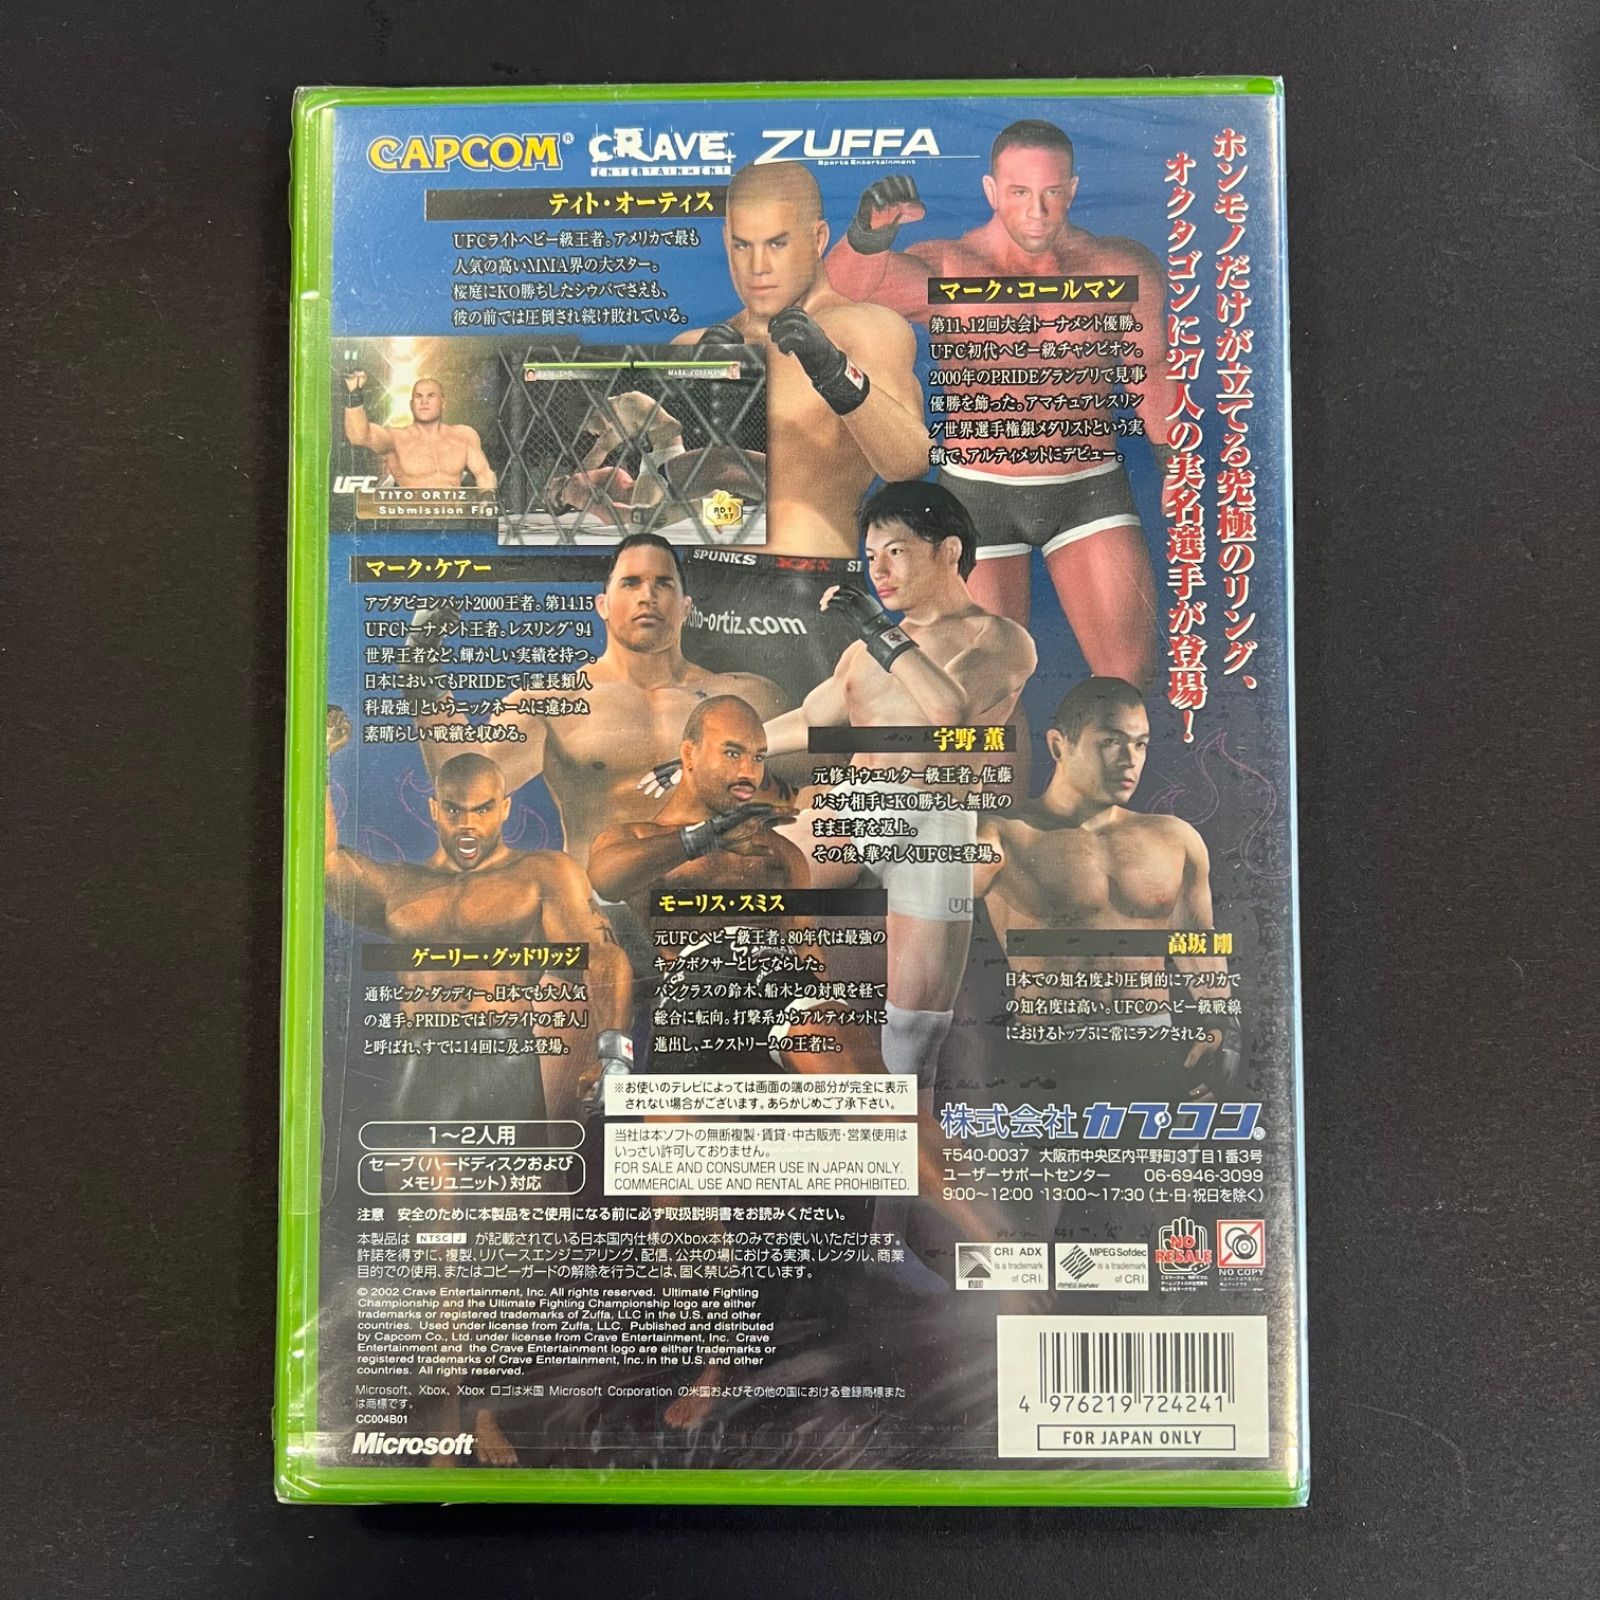 CAPCOM®
CRAVE
ENTERTAINMENT
ZUFFA
Sports Entertainment
ホンモノだけが立てる究極のリング、
オクタゴンに27人の実名選手が登場!
ティト・オーティス
UFCライトヘビー級王者。アメリカで最も
人気の高いMMA界の大スター。
桜庭にKO勝ちしたシウバでさえも、
彼の前では圧倒され続け敗れている。
マーク・コールマン
第11、12回大会トーナメント優勝。
UFC初代ヘビー級チャンピオン。
2000年のPRIDEグランプリで見事
優勝を飾った。アマチュアレスリン
グ世界選手権銀メダリストという実
績で、アルティメットにデビュー。
MARK COLEMAN
RD 1
3:57
UFC
TITO ORTIZ
Submission Figh
SPUNKS
tito-ortiz.com
マーク・ケアー
アブダビコンバット2000王者。第14.15
UFCトーナメント王者。レスリング'94
世界王者など、輝かしい実績を持つ。
日本においてもPRIDEで「霊長類人
科最強」というニックネームに違わぬ
素晴らしい戦績を収める。
宇野 薫
元修斗ウエルター級王者。佐藤
ルミナ相手にKO勝ちし、無敗の
まま王者を返上。
その後、華々しくUFCに登場。
モーリス・スミス
元UFCヘビー級王者。80年代は最強の
キックボクサーとしてならした。
パンクラスの鈴木、船木との対戦を経て
総合に転向。打撃系からアルティメットに
進出し、エクストリームの王者に。
ゲーリー・グッドリッジ
通称ビック・ダッディー。日本でも大人気
の選手。PRIDEでは「プライドの番人」
と呼ばれ、すでに14回に及ぶ登場。
高坂 剛
日本での知名度より圧倒的にアメリカで
の知名度は高い。UFCのヘビー級戦線
におけるトップ5に常にランクされる。
※お使いのテレビによっては画面の端の部分が完全に表示
されない場合がございます。あらかじめご了承下さい。
1〜2人用
セーブ(ハードディスクおよび
メモリユニット)対応
当社は本ソフトの無断複製・賃貸・中古販売・営業使用は
いっさい許可しておりません。
FOR SALE AND CONSUMER USE IN JAPAN ONLY.
COMMERCIAL USE AND RENTAL ARE PROHIBITED.
株式会社カプコン®
〒540-0037 大阪市中央区内平野町3丁目1番3号
ユーザーサポートセンター 06-6946-3099
9:00〜12:00 13:00〜17:30(土・日・祝日を除く)
注意 安全のために本製品をご使用になる前に必ず取扱説明書をお読みください。
本製品は NTSC J が記載されている日本国内仕様のXbox本体のみでお使いいただけます。
許諾を得ずに、複製、リバースエンジニアリング、配信、公共の場における実演、レンタル、商業
目的での使用、またはコピーガードの解除を行うことは、固く禁じられています。
© 2002 Crave Entertainment, Inc. All rights reserved. Ultimate Fighting
Championship and the Ultimate Fighting Championship logo are either
trademarks or registered trademarks of Zuffa, LLC in the U.S. and other
countries. Used under license from Zuffa, LLC. Published and distributed
by Capcom Co., Ltd. under license from Crave Entertainment, Inc. Crave
Entertainment and the Crave Entertainment logo are either trademarks or
registered trademarks of Crave Entertainment, Inc. in the U.S. and other
countries. All rights reserved.
Microsoft、Xbox、Xbox ロゴは米国 Microsoft Corporation の米国およびその他の国における登録商標また
は商標です。
CC004B01
Microsoft
CRI ADX
is a trademark
of CRI.
MPEG Sofdec
is a trademark
of CRI.
MPEG Sofdec
NO
RESALE
NO COPY
4 976219 724241
FOR JAPAN ONLY